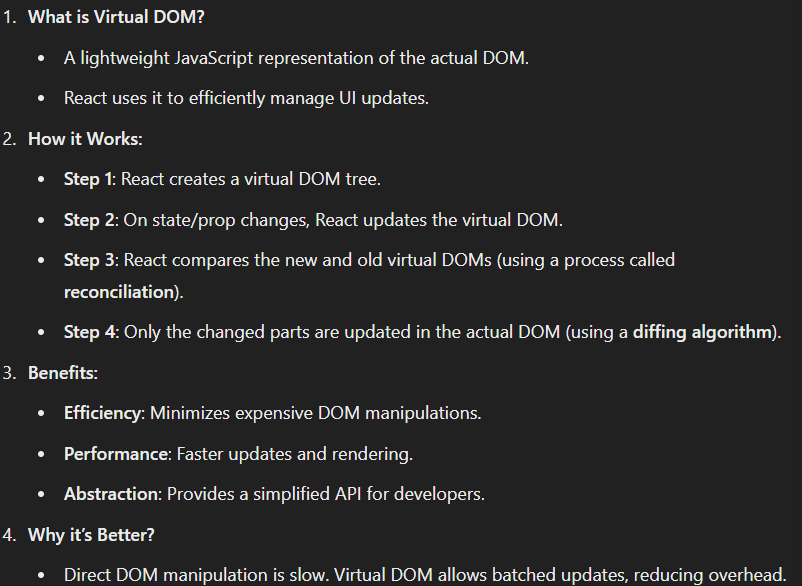 1. What is Virtual DOM?
• A lightweight JavaScript representation of the actual DOM.
• React uses it to efficiently manage UI updates.
2. How it Works:
• Step 1: React creates a virtual DOM tree.
• Step 2: On state/prop changes, React updates the virtual DOM.
• Step 3: React compares the new and old virtual DOMs (using a process called
reconciliation).
• Step 4: Only the changed parts are updated in the actual DOM (using a diffing algorithm).
3. Benefits:
• Efficiency: Minimizes expensive DOM manipulations.
• Performance: Faster updates and rendering.
• Abstraction: Provides a simplified API for developers.
4. Why it’s Better?
• Direct DOM manipulation is slow. Virtual DOM allows batched updates, reducing overhead.